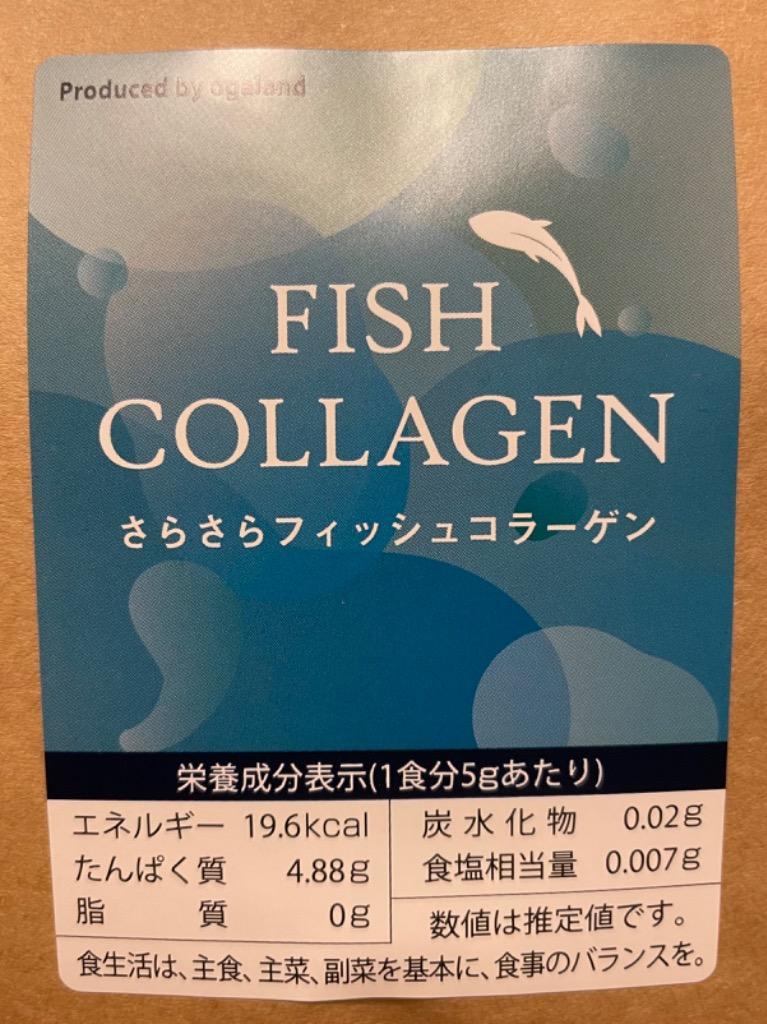 Produced by ogaland
FISH
COLLAGEN
さらさらフィッシュコラーゲン
栄養成分表示(1食分5gあたり)
エネルギー 19.6kcal
たんぱく質 4.88g
脂質 0g
炭水化物 0.02g
食塩相当量 0.007g
数値は推定値です。
食生活は、主食、主菜、副菜を基本に、食事のバランスを。